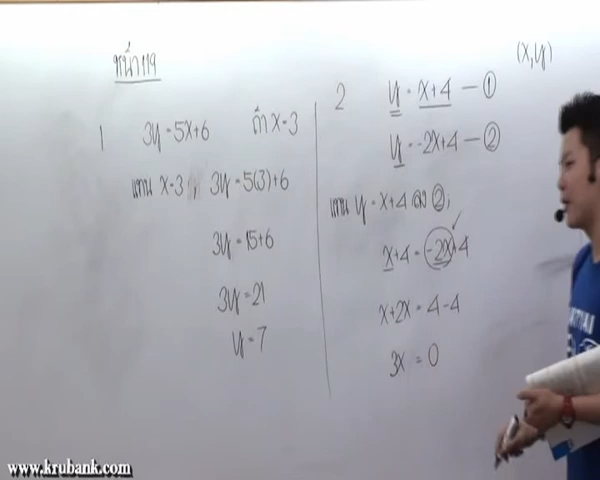 หน้า 119
(x,y)
1 3y = 5x+6 ถ้า x=3
แทน x=3 ; 3y = 5(3)+6
3y = 15+6
3y = 21
y = 7
2 y = x+4 — ①
y = -2x+4 — ②
แทน y = x+4 ลง ② ;
x+4 = -2x+4
x+2x = 4-4
3x = 0
www.krubank.com